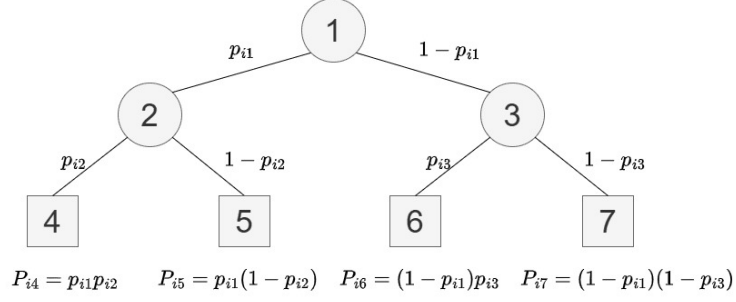 1
p_{i1} 1 − p_{i1}
2 3
p_{i2} 1 − p_{i2} p_{i3} 1 − p_{i3}
4 5 6 7
P_{i4} = p_{i1}p_{i2} P_{i5} = p_{i1}(1 − p_{i2}) P_{i6} = (1 − p_{i1})p_{i3} P_{i7} = (1 − p_{i1})(1 − p_{i3})